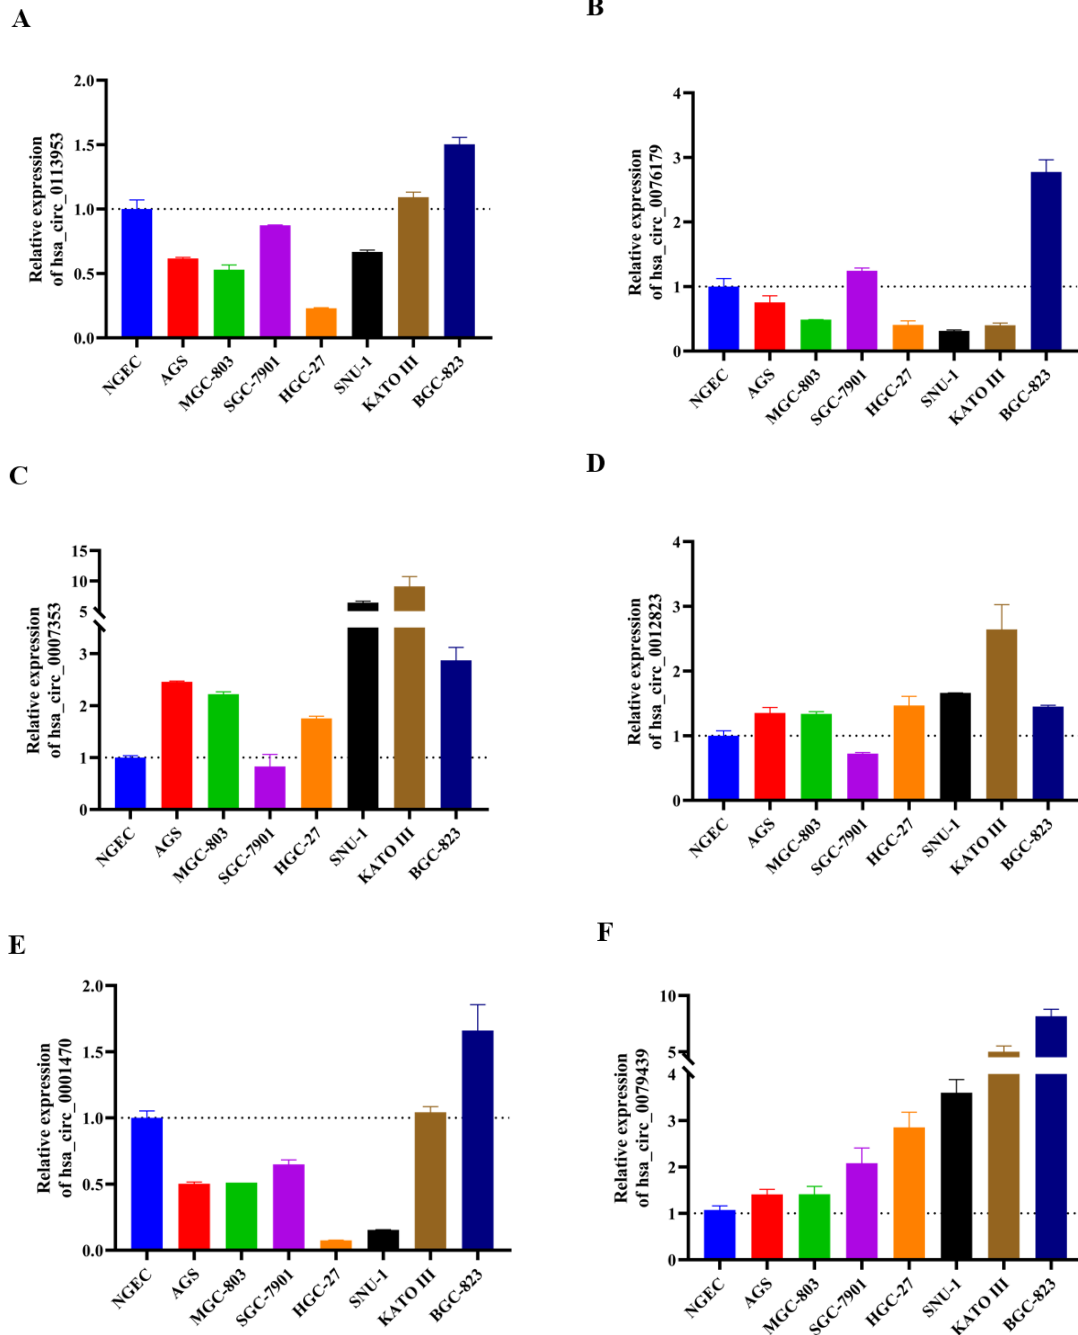 A
Relative expression
of hsa_circ_0113953
2.0
1.5
1.0
0.5
0.0
NGEC
AGS
MGC-803
SGC-7901
HGC-27
SNU-1
KATO III
BGC-823
B
Relative expression
of hsa_circ_0076179
4
3
2
1
0
NGEC
AGS
MGC-803
SGC-7901
HGC-27
SNU-1
KATO III
BGC-823
C
Relative expression
of hsa_circ_0007353
15
10
5
3
2
1
0
NGEC
AGS
MGC-803
SGC-7901
HGC-27
SNU-1
KATO III
BGC-823
D
Relative expression
of hsa_circ_0012823
4
3
2
1
0
NGEC
AGS
MGC-803
SGC-7901
HGC-27
SNU-1
KATO III
BGC-823
E
Relative expression
of hsa_circ_0001470
2.0
1.5
1.0
0.5
0.0
NGEC
AGS
MGC-803
SGC-7901
HGC-27
SNU-1
KATO III
BGC-823
F
Relative expression
of hsa_circ_0079439
10
5
4
3
2
1
0
NGEC
AGS
MGC-803
SGC-7901
HGC-27
SNU-1
KATO III
BGC-823